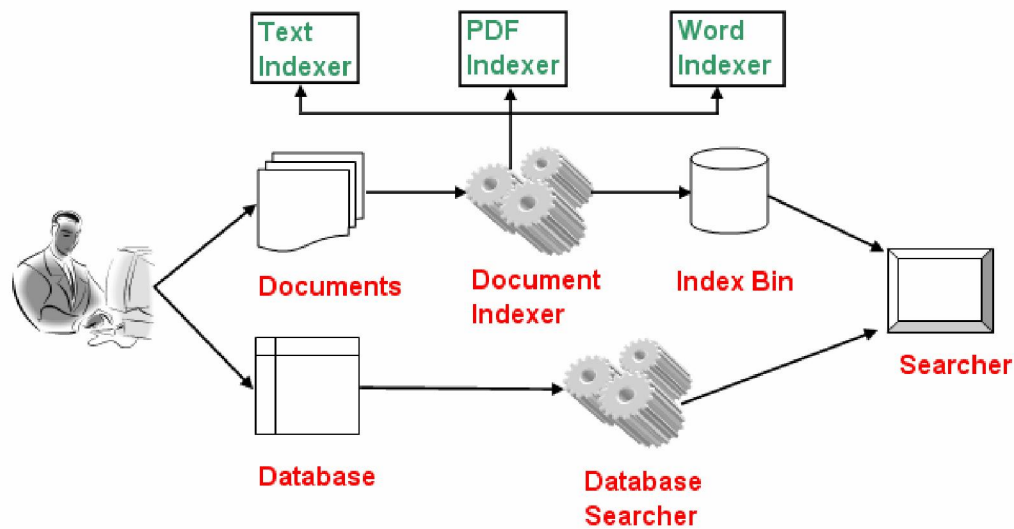 Text
Indexer
PDF
Indexer
Word
Indexer
Documents
Document
Indexer
Index Bin
Searcher
Database
Database
Searcher